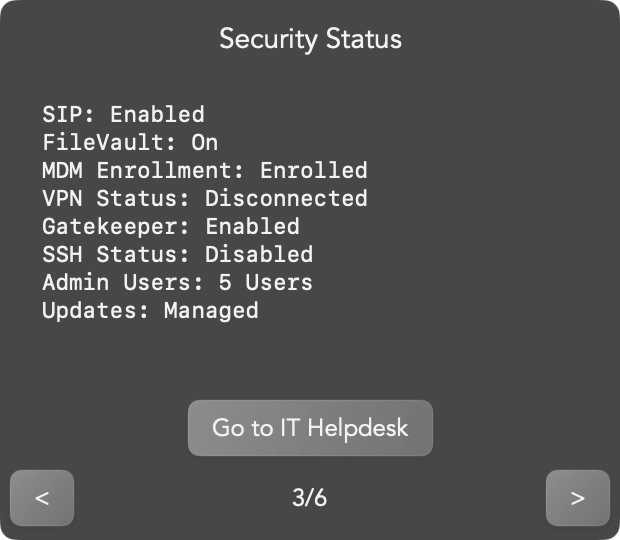 Security Status
SIP: Enabled
FileVault: On
MDM Enrollment: Enrolled
VPN Status: Disconnected
Gatekeeper: Enabled
SSH Status: Disabled
Admin Users: 5 Users
Updates: Managed
Go to IT Helpdesk
<
3/6
>